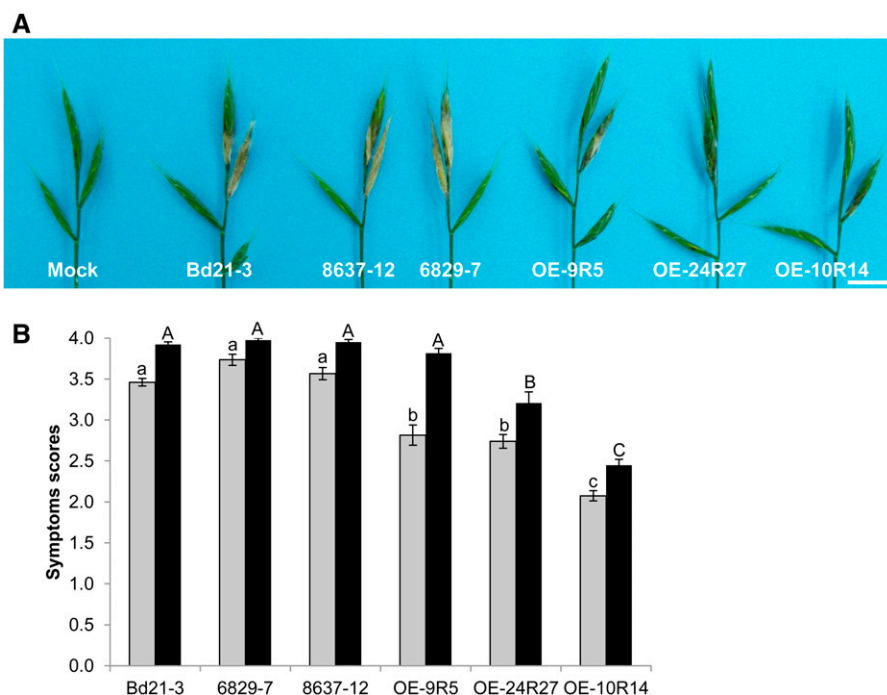 A
Mock Bd21-3 8637-12 6829-7 OE-9R5 OE-24R27 OE-10R14
B
Symptoms scores
4.0
3.5
3.0
2.5
2.0
1.5
1.0
0.5
0.0
a A a A a A b A b B c C
Bd21-3 6829-7 8637-12 OE-9R5 OE-24R27 OE-10R14